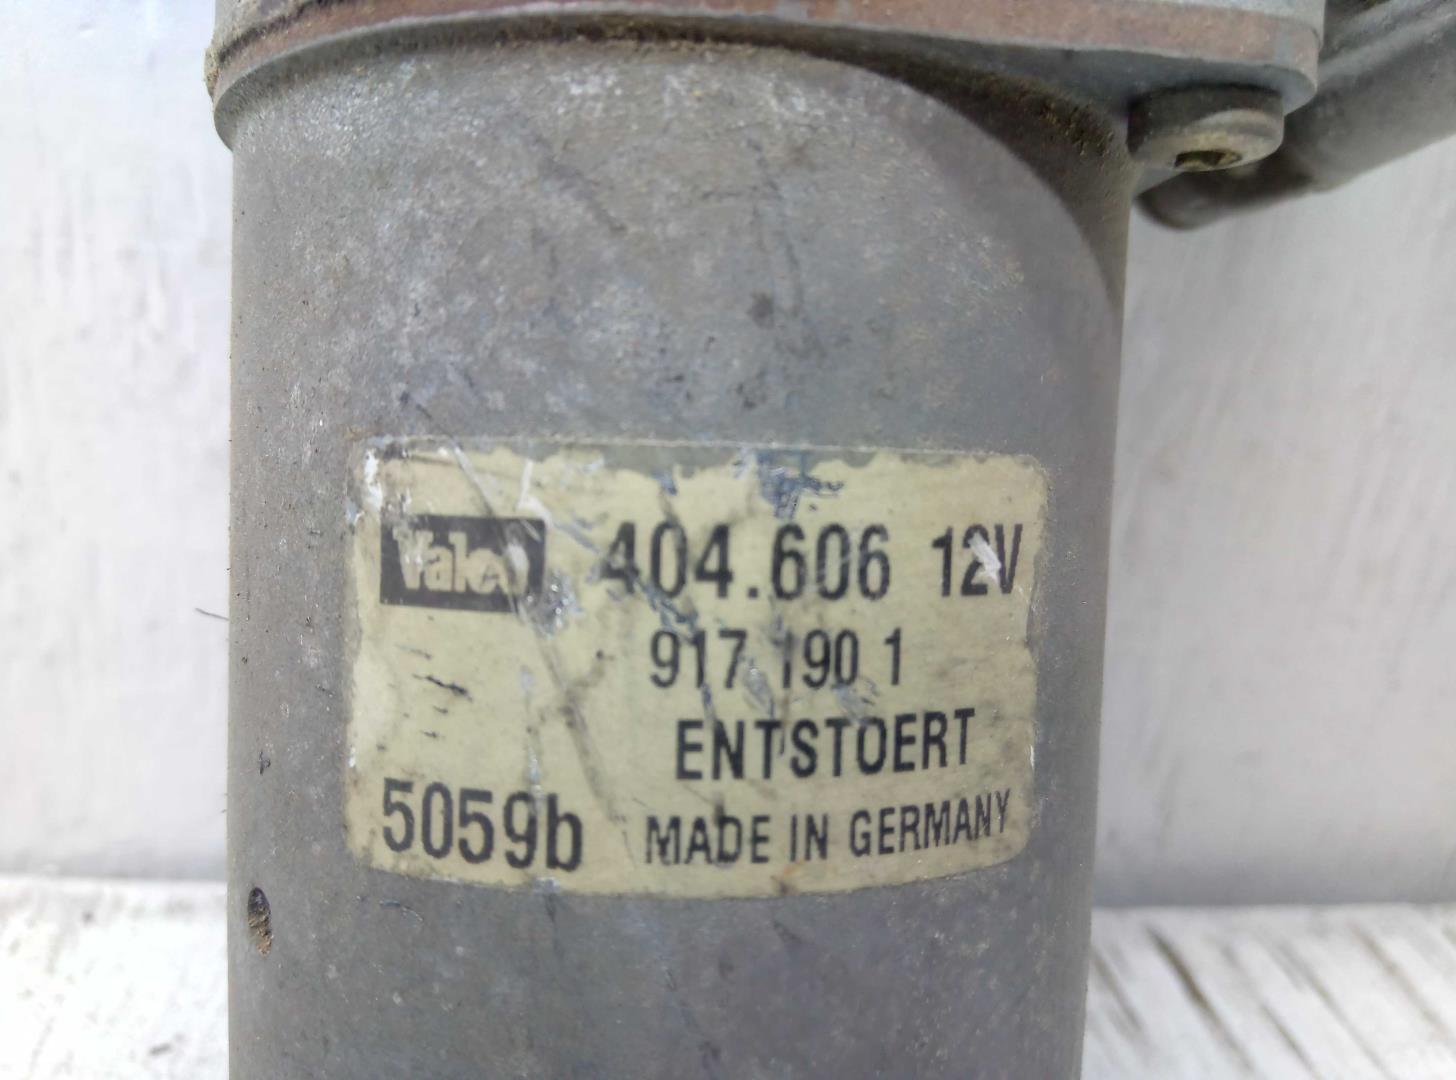 Valeo 404.606 12V
917 190 1
ENTSTOERT
5059b MADE IN GERMANY